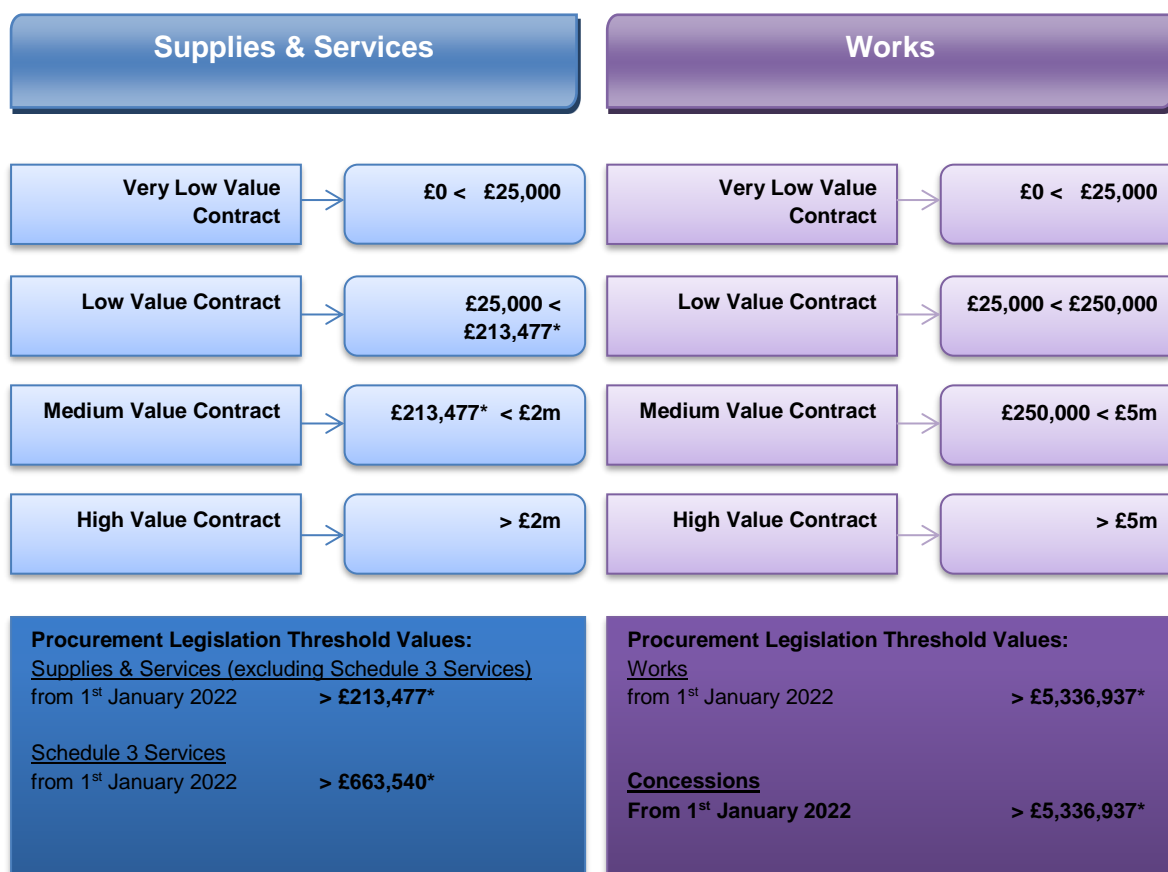 Supplies & Services
Very Low Value
Contract
£0 < £25,000
Low Value Contract
£25,000 <
£213,477*
Medium Value Contract
£213,477* < £2m
High Value Contract
> £2m
Procurement Legislation Threshold Values:
Supplies & Services (excluding Schedule 3 Services)
from 1st January 2022 > £213,477*
Schedule 3 Services
from 1st January 2022 > £663,540*
Works
Very Low Value
Contract
£0 < £25,000
Low Value Contract
£25,000 < £250,000
Medium Value Contract
£250,000 < £5m
High Value Contract
> £5m
Procurement Legislation Threshold Values:
Works
from 1st January 2022 > £5,336,937*
Concessions
From 1st January 2022 > £5,336,937*